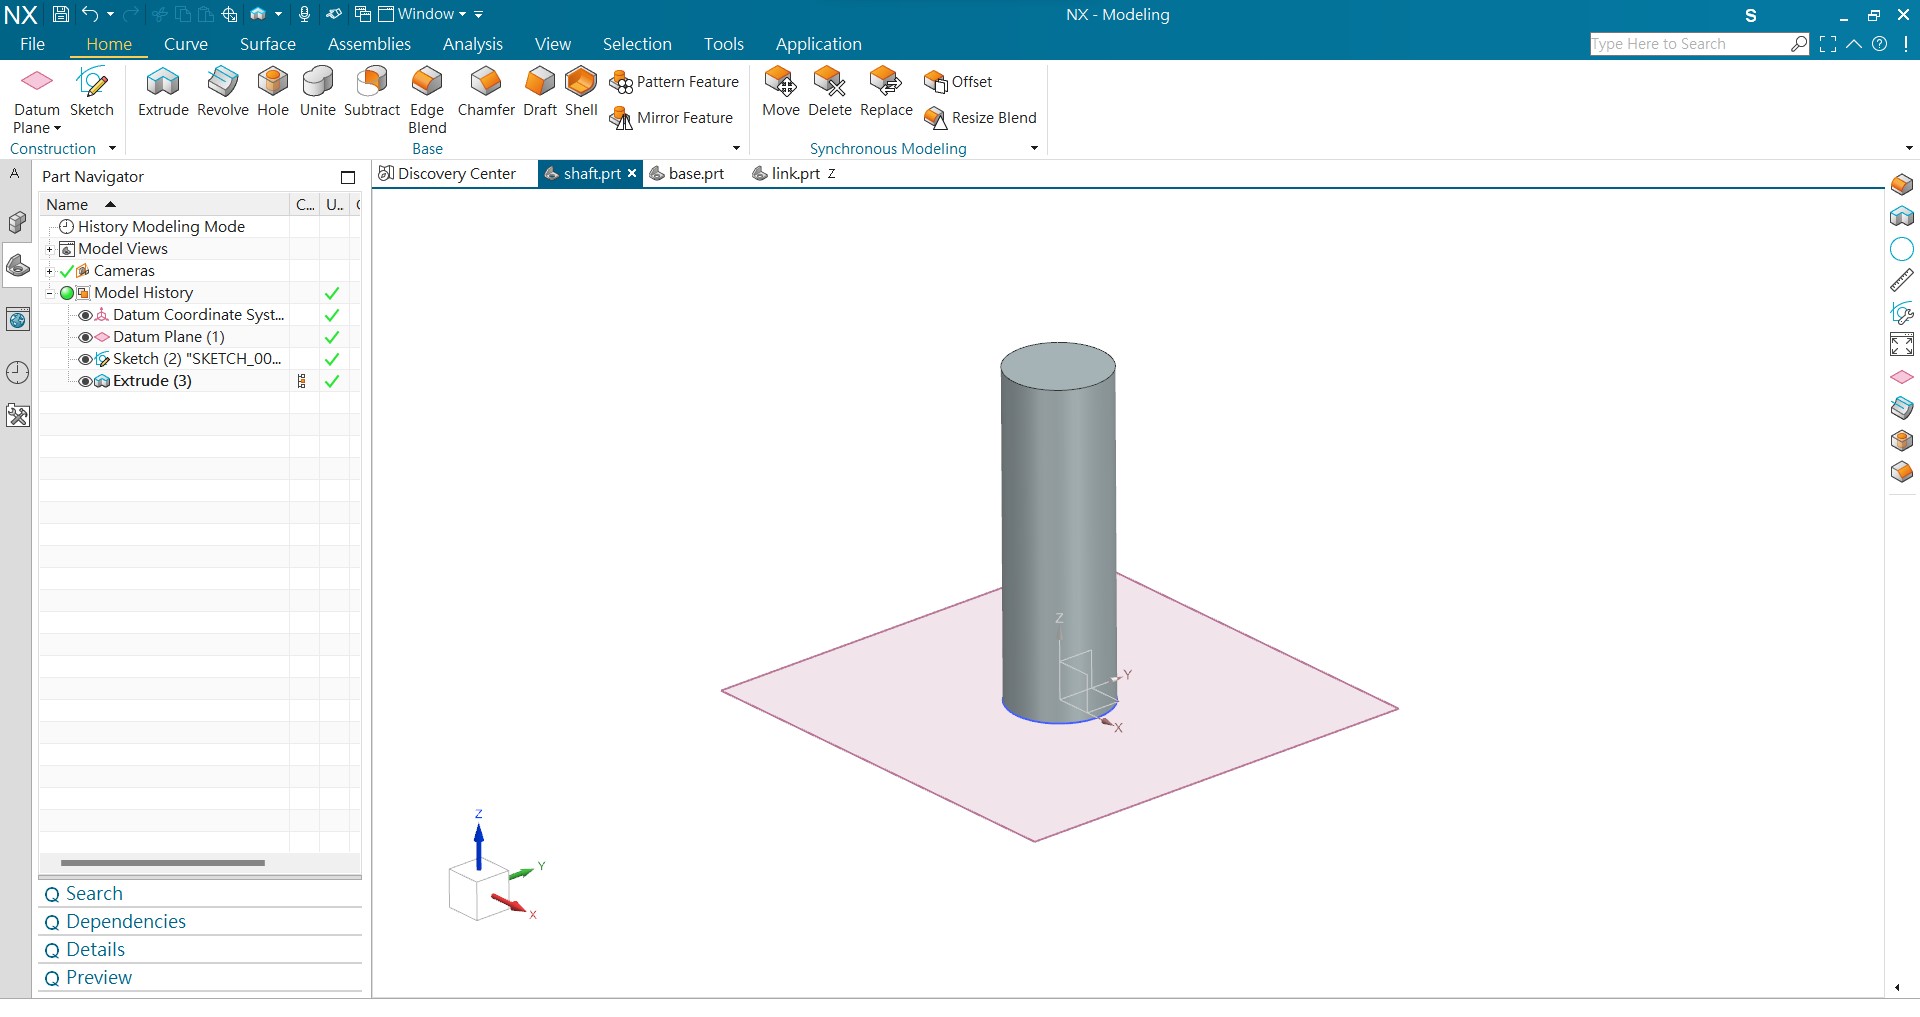 NX
Window
NX - Modeling
S
File Home Curve Surface Assemblies Analysis View Selection Tools Application
Type Here to Search
Datum Plane
Sketch
Extrude
Revolve
Hole
Unite
Subtract
Edge Blend
Chamfer
Draft
Shell
Pattern Feature
Mirror Feature
Move
Delete
Replace
Offset
Resize Blend
Construction
Base
Synchronous Modeling
A
Part Navigator
Discovery Center
shaft.prt
base.prt
link.prt Z
Name C... U..
History Modeling Mode
Model Views
Cameras
Model History
Datum Coordinate Syst...
Datum Plane (1)
Sketch (2) "SKETCH_00...
Extrude (3)
Z
Y
X
Z
Y
X
Search
Dependencies
Details
Preview